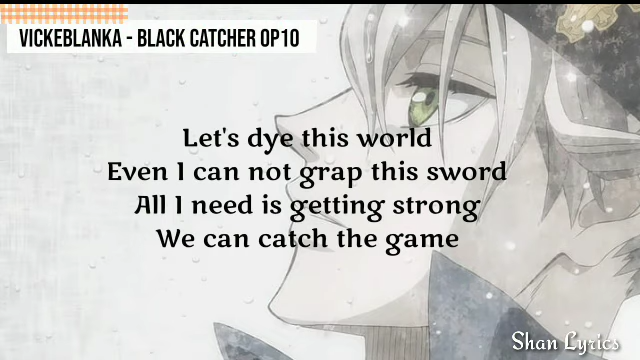 VICKEBLANKA - BLACK CATCHER OP10
Let's dye this world
Even I can not grap this sword
All I need is getting strong
We can catch the game
Shan Lyrics